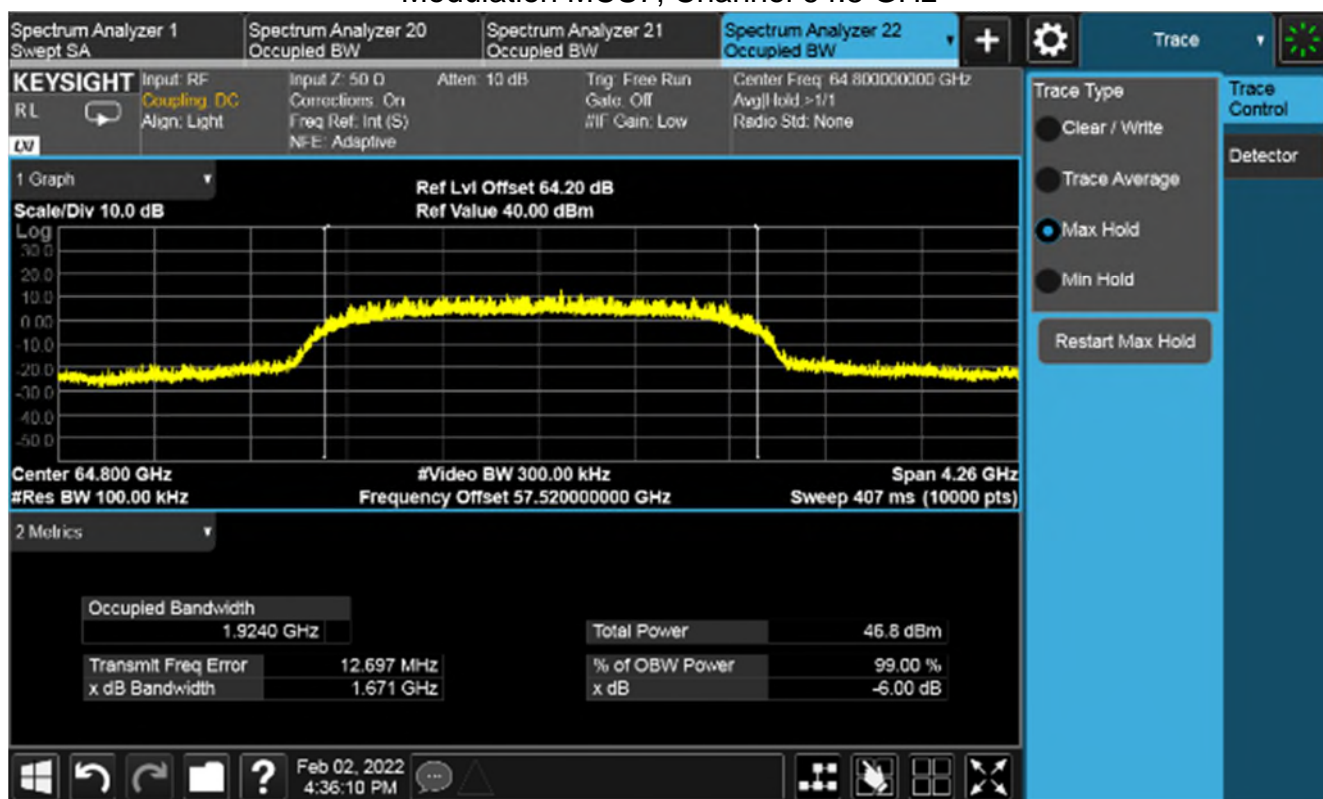 Spectrum Analyzer 1
Swept SA
Spectrum Analyzer 20
Occupied BW
Spectrum Analyzer 21
Occupied BW
Spectrum Analyzer 22
Occupied BW
Trace
KEYSIGHT
RL
LXI
Input: RF
Coupling: DC
Align: Light
Input Z: 50 Ω
Corrections: On
Freq Ref: Int (S)
NFE: Adaptive
Atten: 10 dB
Trig: Free Run
Gate: Off
#IF Gain: Low
Center Freq: 64.800000000 GHz
Avg|Hold:>1/1
Radio Std: None
Trace Type
Clear / Write
Trace Average
Max Hold
Min Hold
Restart Max Hold
Trace
Control
Detector
1 Graph
Scale/Div 10.0 dB
Ref Lvl Offset 64.20 dB
Ref Value 40.00 dBm
Log
30.0
20.0
10.0
0.00
-10.0
-20.0
-30.0
-40.0
-50.0
Center 64.800 GHz
#Video BW 300.00 kHz
Span 4.26 GHz
#Res BW 100.00 kHz
Frequency Offset 57.520000000 GHz
Sweep 407 ms (10000 pts)
2 Metrics
Occupied Bandwidth
1.9240 GHz
Total Power 46.8 dBm
Transmit Freq Error 12.697 MHz
% of OBW Power 99.00 %
x dB Bandwidth 1.671 GHz
x dB -6.00 dB
Feb 02, 2022
4:36:10 PM